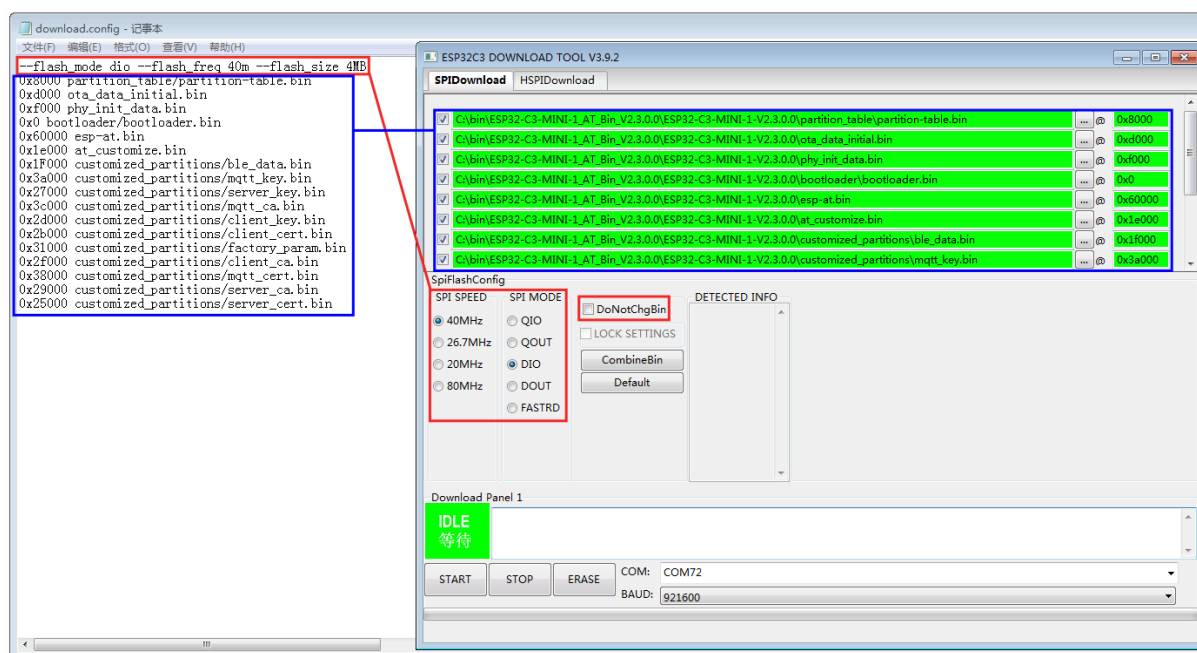 download.config - 记事本
文件(F) 编辑(E) 格式(O) 查看(V) 帮助(H)
--flash_mode dio --flash_freq 40m --flash_size 4MB
0x8000 partition_table/partition-table.bin
0xd000 ota_data_initial.bin
0xf000 phy_init_data.bin
0x0 bootloader/bootloader.bin
0x60000 esp-at.bin
0x1e000 at_customize.bin
0x1F000 customized_partitions/ble_data.bin
0x3a000 customized_partitions/mqtt_key.bin
0x27000 customized_partitions/server_key.bin
0x3c000 customized_partitions/mqtt_ca.bin
0x2d000 customized_partitions/client_key.bin
0x2b000 customized_partitions/client_cert.bin
0x31000 customized_partitions/factory_param.bin
0x2f000 customized_partitions/client_ca.bin
0x38000 customized_partitions/mqtt_cert.bin
0x29000 customized_partitions/server_ca.bin
0x25000 customized_partitions/server_cert.bin
ESP32C3 DOWNLOAD TOOL V3.9.2
SPIDownload HSPIDownload
C:\bin\ESP32-C3-MINI-1_AT_Bin_V2.3.0.0\ESP32-C3-MINI-1-V2.3.0.0\partition_table\partition-table.bin ... @ 0x8000
C:\bin\ESP32-C3-MINI-1_AT_Bin_V2.3.0.0\ESP32-C3-MINI-1-V2.3.0.0\ota_data_initial.bin ... @ 0xd000
C:\bin\ESP32-C3-MINI-1_AT_Bin_V2.3.0.0\ESP32-C3-MINI-1-V2.3.0.0\phy_init_data.bin ... @ 0xf000
C:\bin\ESP32-C3-MINI-1_AT_Bin_V2.3.0.0\ESP32-C3-MINI-1-V2.3.0.0\bootloader\bootloader.bin ... @ 0x0
C:\bin\ESP32-C3-MINI-1_AT_Bin_V2.3.0.0\ESP32-C3-MINI-1-V2.3.0.0\esp-at.bin ... @ 0x60000
C:\bin\ESP32-C3-MINI-1_AT_Bin_V2.3.0.0\ESP32-C3-MINI-1-V2.3.0.0\at_customize.bin ... @ 0x1e000
C:\bin\ESP32-C3-MINI-1_AT_Bin_V2.3.0.0\ESP32-C3-MINI-1-V2.3.0.0\customized_partitions\ble_data.bin ... @ 0x1f000
C:\bin\ESP32-C3-MINI-1_AT_Bin_V2.3.0.0\ESP32-C3-MINI-1-V2.3.0.0\customized_partitions\mqtt_key.bin ... @ 0x3a000
SpiFlashConfig
SPI SPEED SPI MODE DETECTED INFO
40MHz QIO DoNotChgBin
26.7MHz QOUT LOCK SETTINGS
20MHz DIO CombineBin
80MHz DOUT Default
FASTRD
Download Panel 1
IDLE
等待
START STOP ERASE COM: COM72
BAUD: 921600